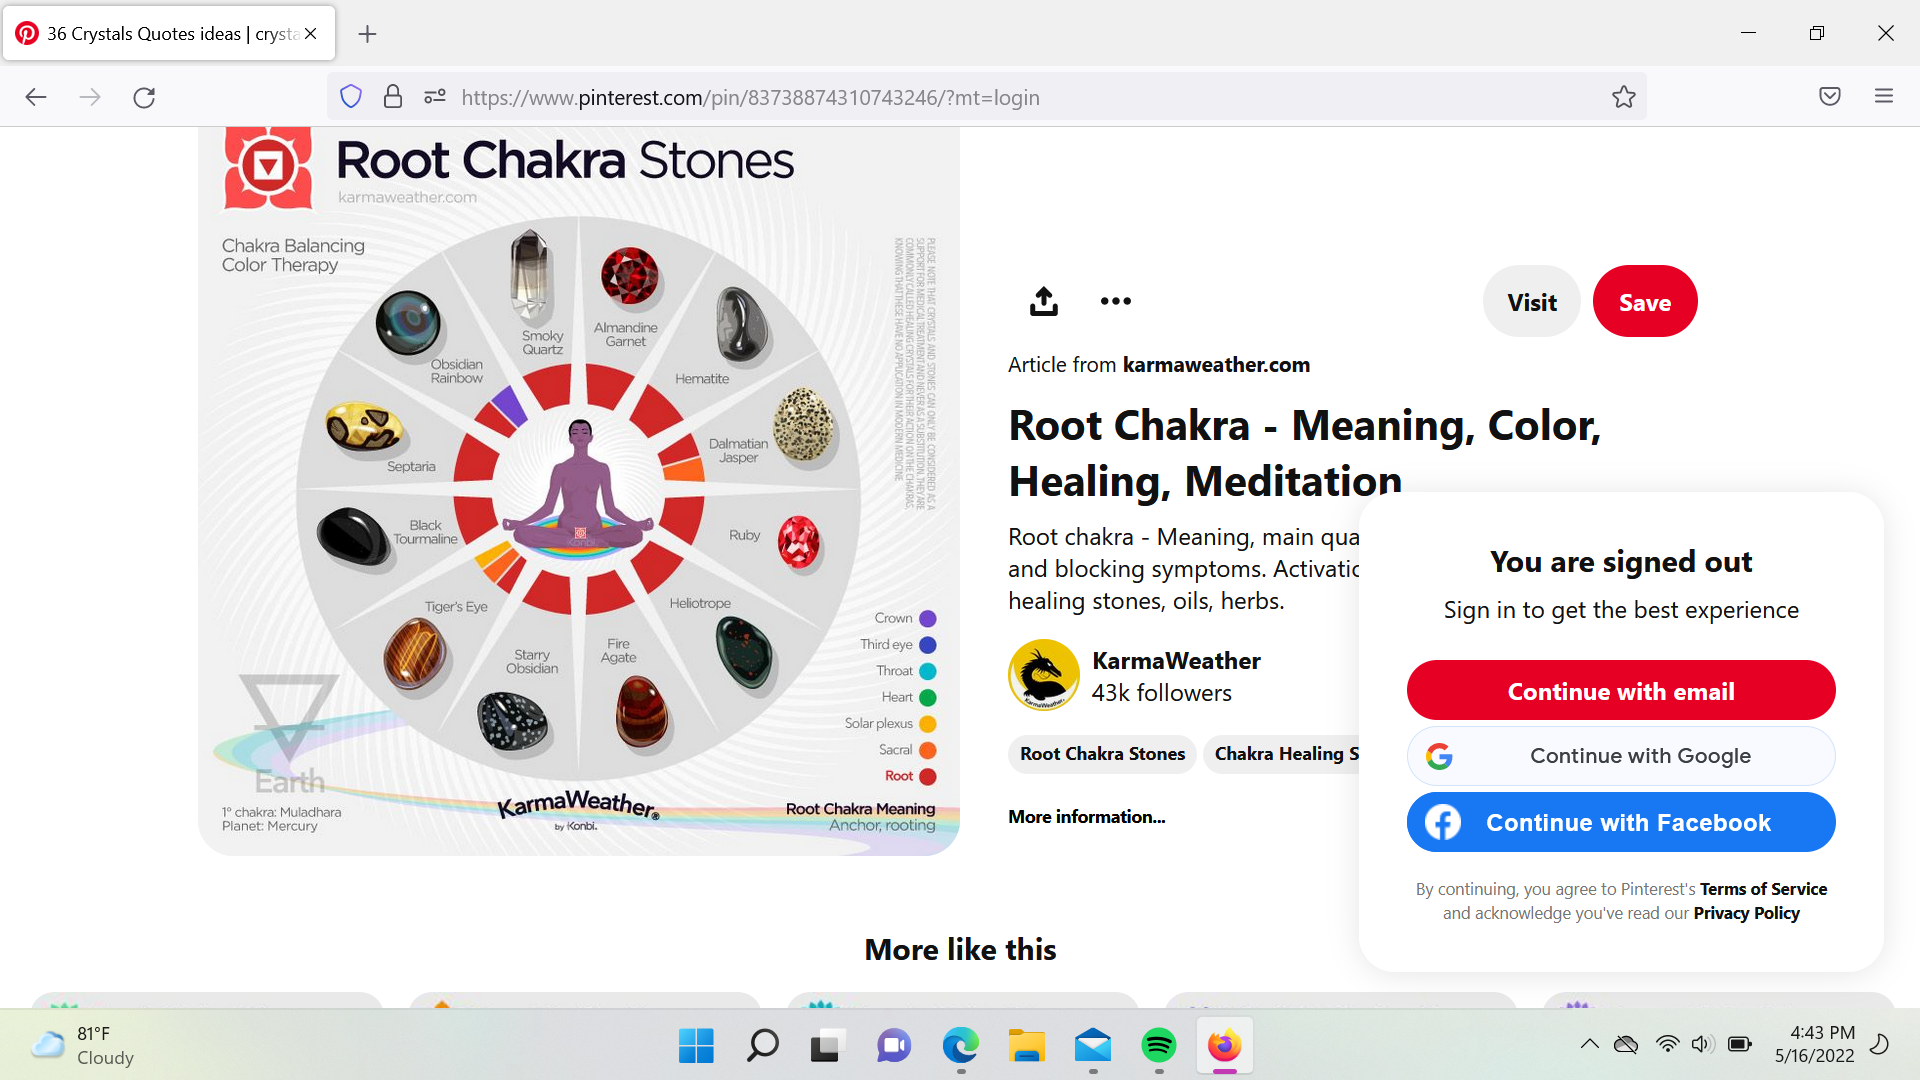 36 Crystals Quotes ideas | crysta
https://www.pinterest.com/pin/83738874310743246/?mt=login
Root Chakra Stones
karmaweather.com
Chakra Balancing
Color Therapy
PLEASE NOTE THAT CRYSTALS AND STONES CAN ONLY BE CONSIDERED AS A
SUPPORT FOR MEDICAL TREATMENT AND NEVER AS A SUBSTITUTION. THEY ARE
COMMONLY CALLED HEALING CRYSTALS FOR THEIR ACTION ON THE CHAKRAS,
KNOWING THAT THESE HAVE NO APPLICATION IN MODERN MEDICINE
Smoky
Quartz
Almandine
Garnet
Obsidian
Rainbow
Hematite
Septaria
Dalmatian
Jasper
Black
Tourmaline
Ruby
Konbi
Tiger's Eye
Heliotrope
Starry
Obsidian
Fire
Agate
Crown
Third eye
Throat
Heart
Solar plexus
Sacral
Root
Earth
1° chakra: Muladhara
Planet: Mercury
KarmaWeather®
by Konbi.
Root Chakra Meaning
Anchor, rooting
Visit
Save
Article from karmaweather.com
Root Chakra - Meaning, Color,
Healing, Meditation
Root chakra - Meaning, main qua
and blocking symptoms. Activatio
healing stones, oils, herbs.
KarmaWeather
KarmaWeather
43k followers
Root Chakra Stones
Chakra Healing S
More information...
You are signed out
Sign in to get the best experience
Continue with email
Continue with Google
Continue with Facebook
By continuing, you agree to Pinterest's Terms of Service
and acknowledge you've read our Privacy Policy
More like this
81°F
Cloudy
4:43 PM
5/16/2022